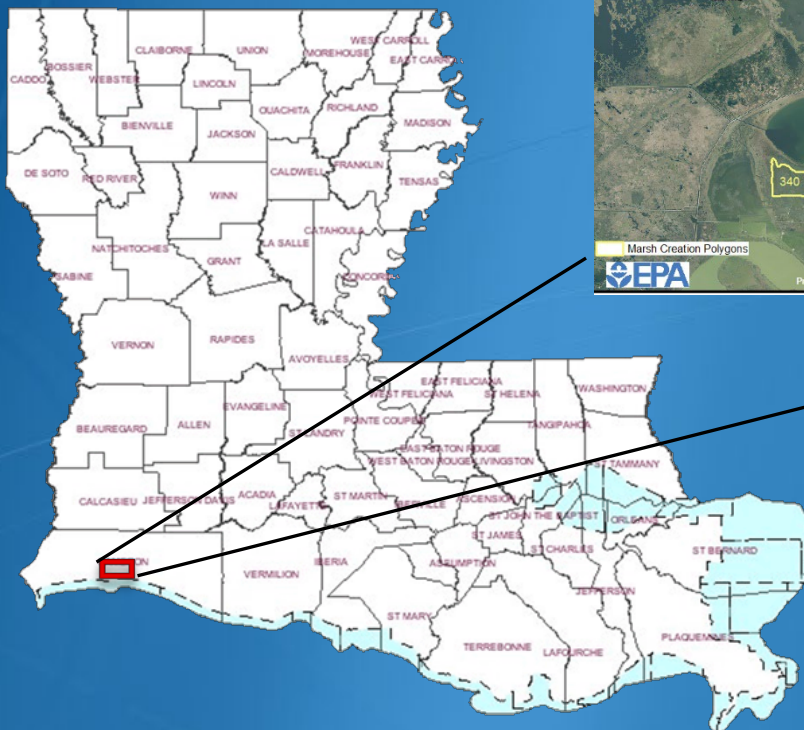 CLAIBORNE
UNION
MOREHOUSE
WEST CARROLL
EAST CARROLL
CADDO
BOSSIER
WEBSTER
LINCOLN
OUACHITA
RICHLAND
MADISON
BIENVILLE
JACKSON
DE SOTO
RED RIVER
CALDWELL
FRANKLIN
TENSAS
WINN
NATCHITOCHES
LA SALLE
CATAHOULA
GRANT
SABINE
VERNON
RAPIDES
AVOYELLES
EAST FELICIANA
WEST FELICIANA
ST HELENA
WASHINGTON
BEAUREGARD
ALLEN
EVANGELINE
ST LANDRY
POINTE COUPEE
TANGIPAHOA
EAST BATON ROUGE
WEST BATON ROUGE
LIVINGSTON
ST TAMMANY
CALCASIEU
JEFFERSON DAVIS
ACADIA
LAFAYETTE
ST MARTIN
ASCENSION
ST JOHN THE BAPTIST
ORLEANS
ST JAMES
ST CHARLES
ST BERNARD
VERMILION
IBERIA
ASSUMPTION
JEFFERSON
ST MARY
TERREBONNE
LAFOURCHE
PLAQUEMINES
340
Marsh Creation Polygons
EPA